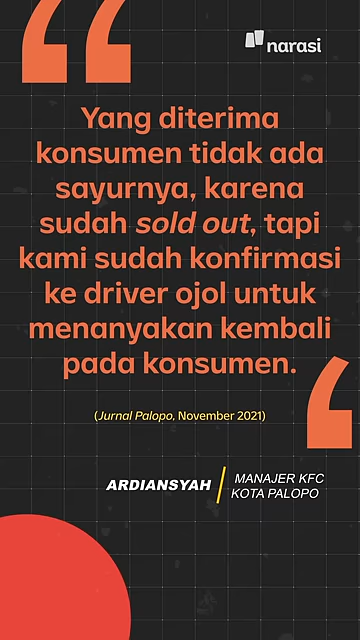 narasi
Yang diterima
konsumen tidak ada
sayurnya, karena
sudah sold out, tapi
kami sudah konfirmasi
ke driver ojol untuk
menanyakan kembali
pada konsumen.
(Jurnal Palopo, November 2021)
ARDIANSYAH
MANAJER KFC
KOTA PALOPO